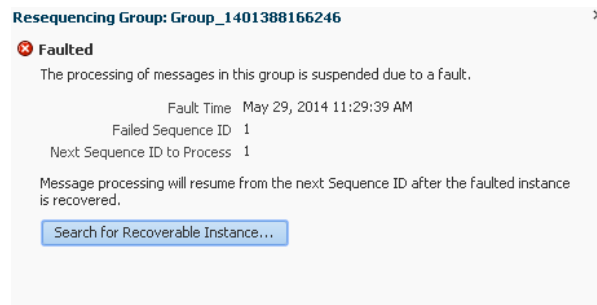 Resequencing Group: Group_1401388166246
Faulted
The processing of messages in this group is suspended due to a fault.
Fault Time May 29, 2014 11:29:39 AM
Failed Sequence ID 1
Next Sequence ID to Process 1
Message processing will resume from the next Sequence ID after the faulted instance
is recovered.
Search for Recoverable Instance...